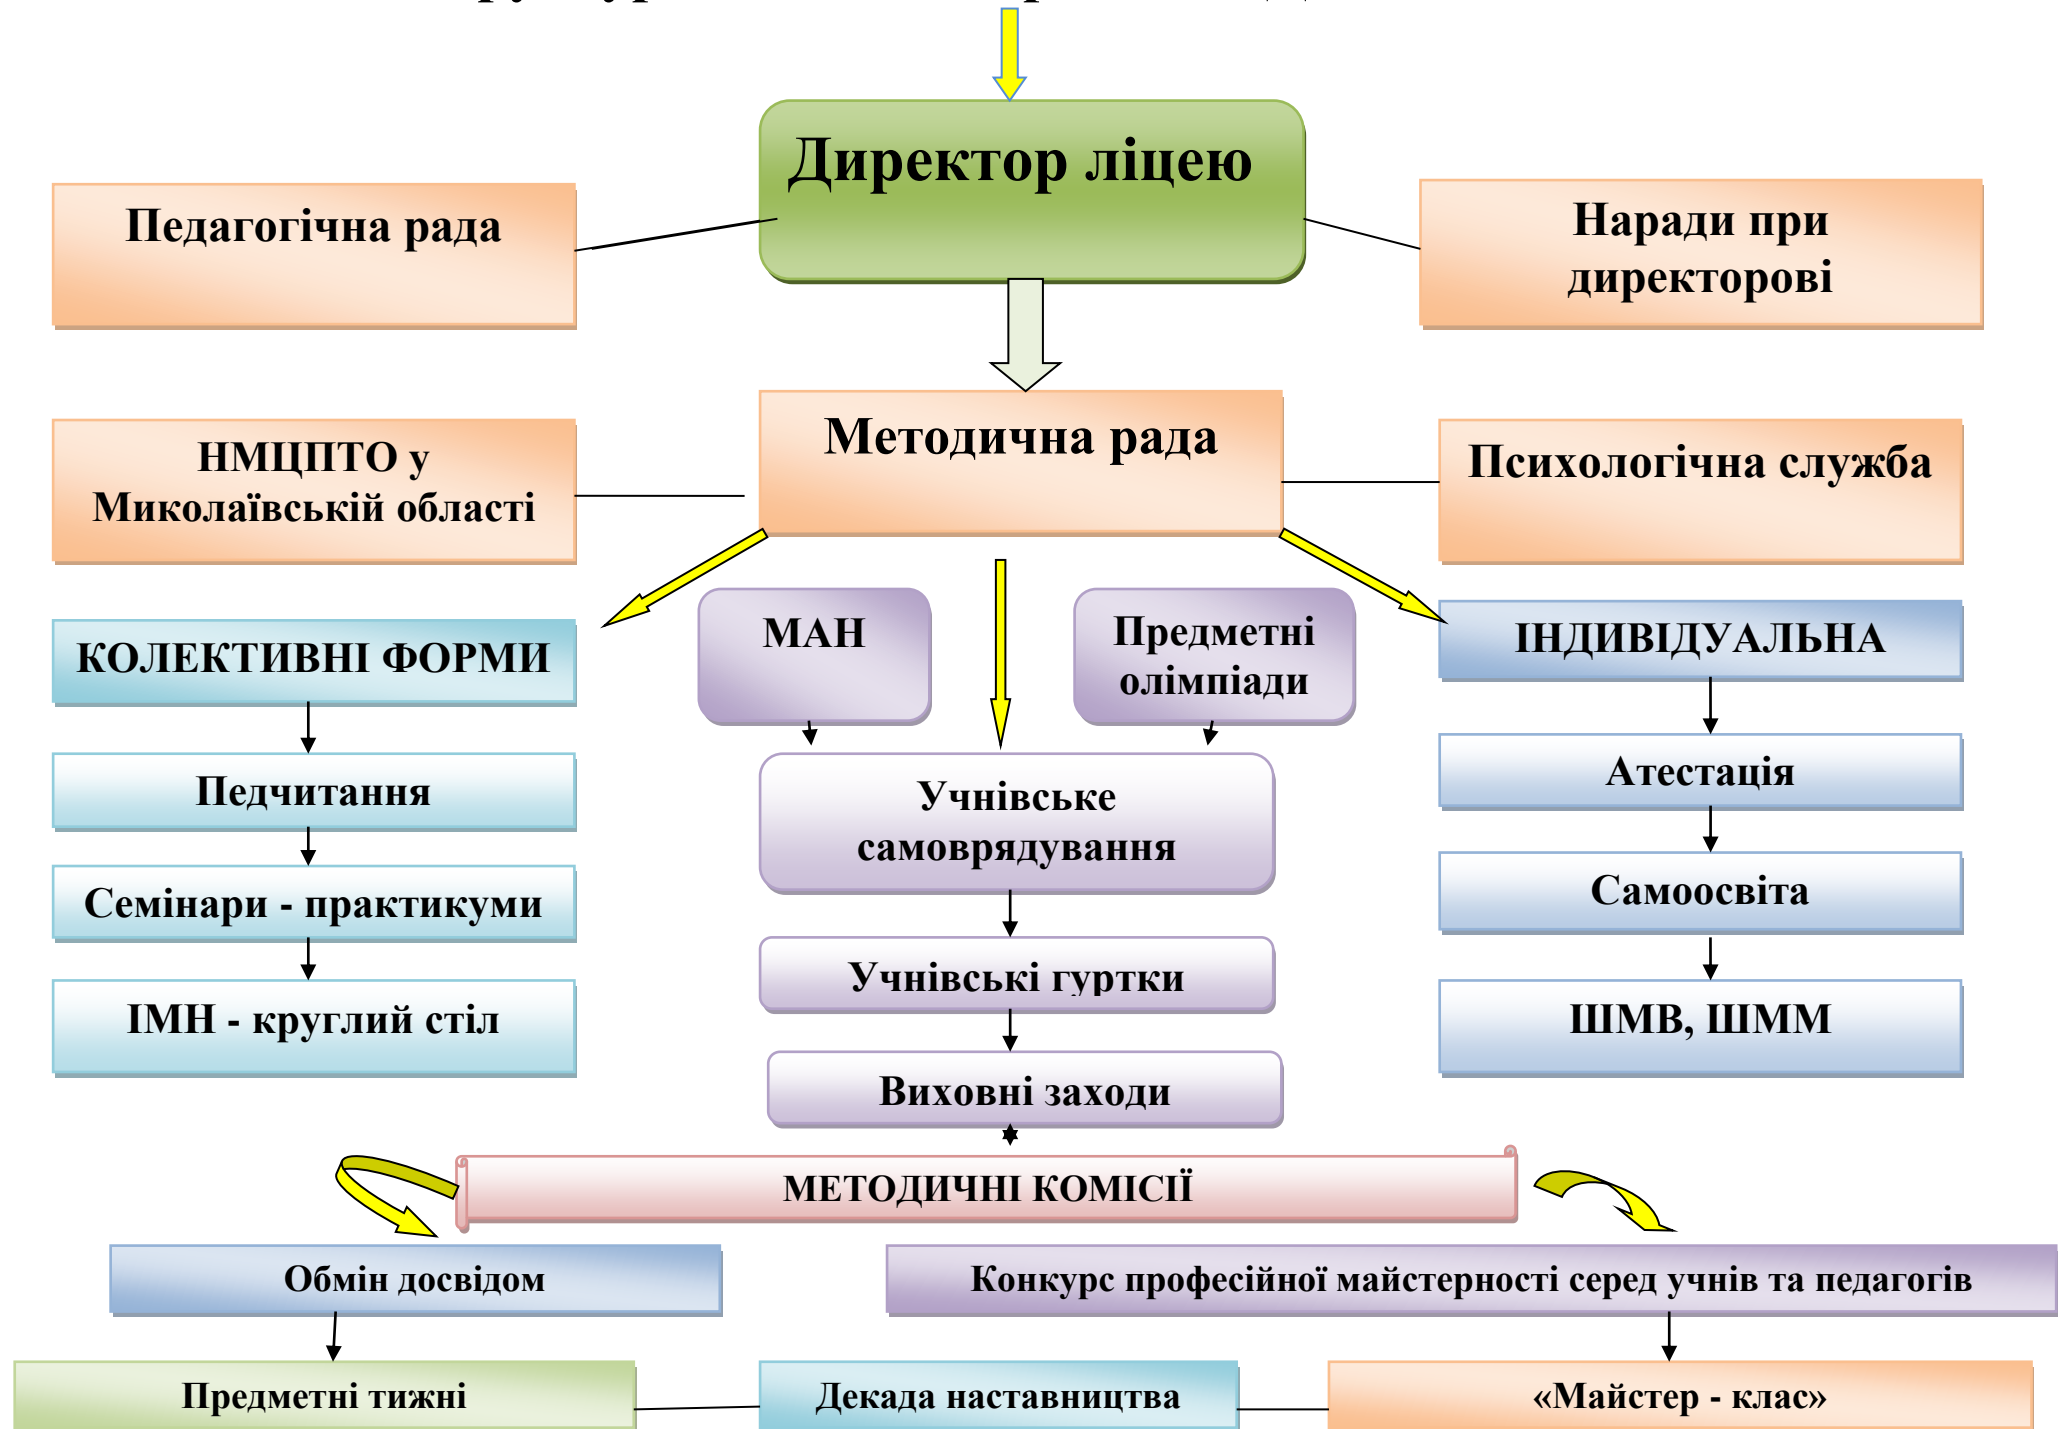 Директор ліцею
Педагогічна рада
Наради при
директорові
Методична рада
НМЦПТО у
Миколаївській області
Психологічна служба
КОЛЕКТИВНІ ФОРМИ
МАН
Предметні
олімпіади
ІНДИВІДУАЛЬНА
Педчитання
Учнівське
самоврядування
Атестація
Семінари - практикуми
Самоосвіта
Учнівські гуртки
ІМН - круглий стіл
ШМВ, ШММ
Виховні заходи
МЕТОДИЧНІ КОМІСІЇ
Обмін досвідом
Конкурс професійної майстерності серед учнів та педагогів
Предметні тижні
Декада наставництва
«Майстер - клас»